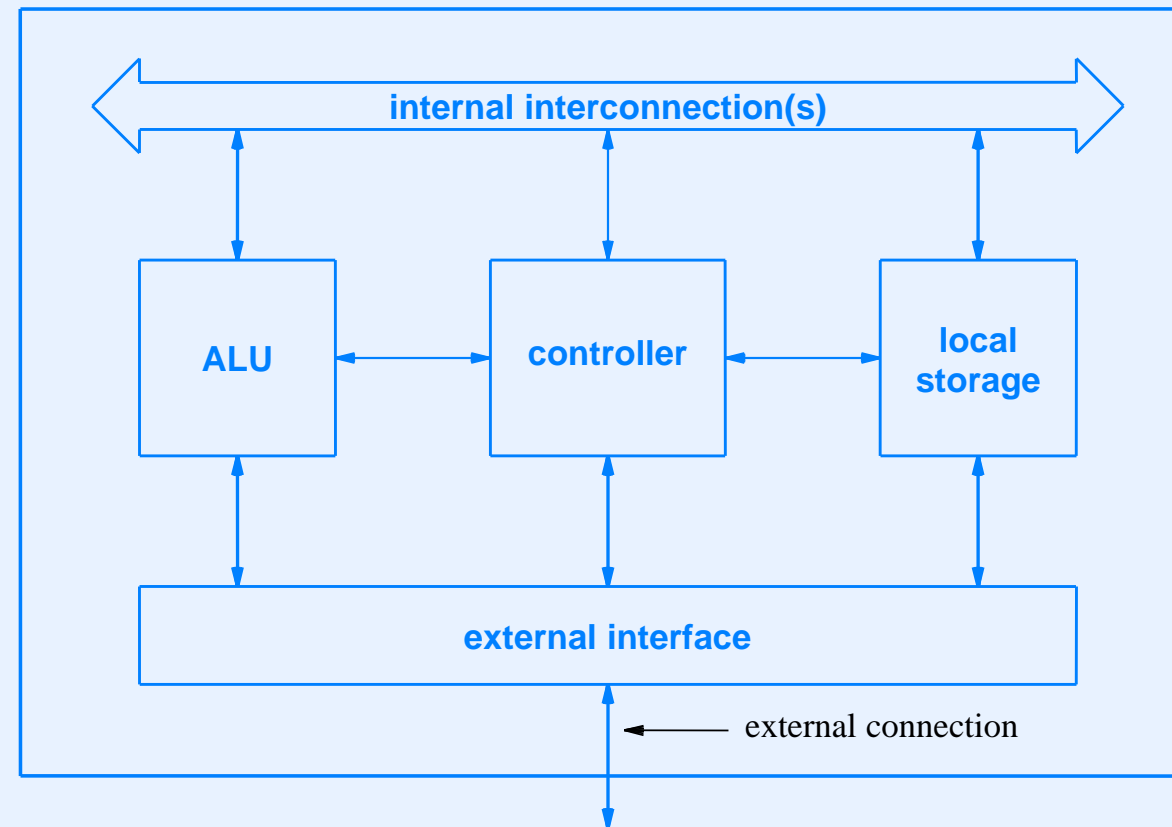 internal interconnection(s)
ALU
controller
local
storage
external interface
external connection